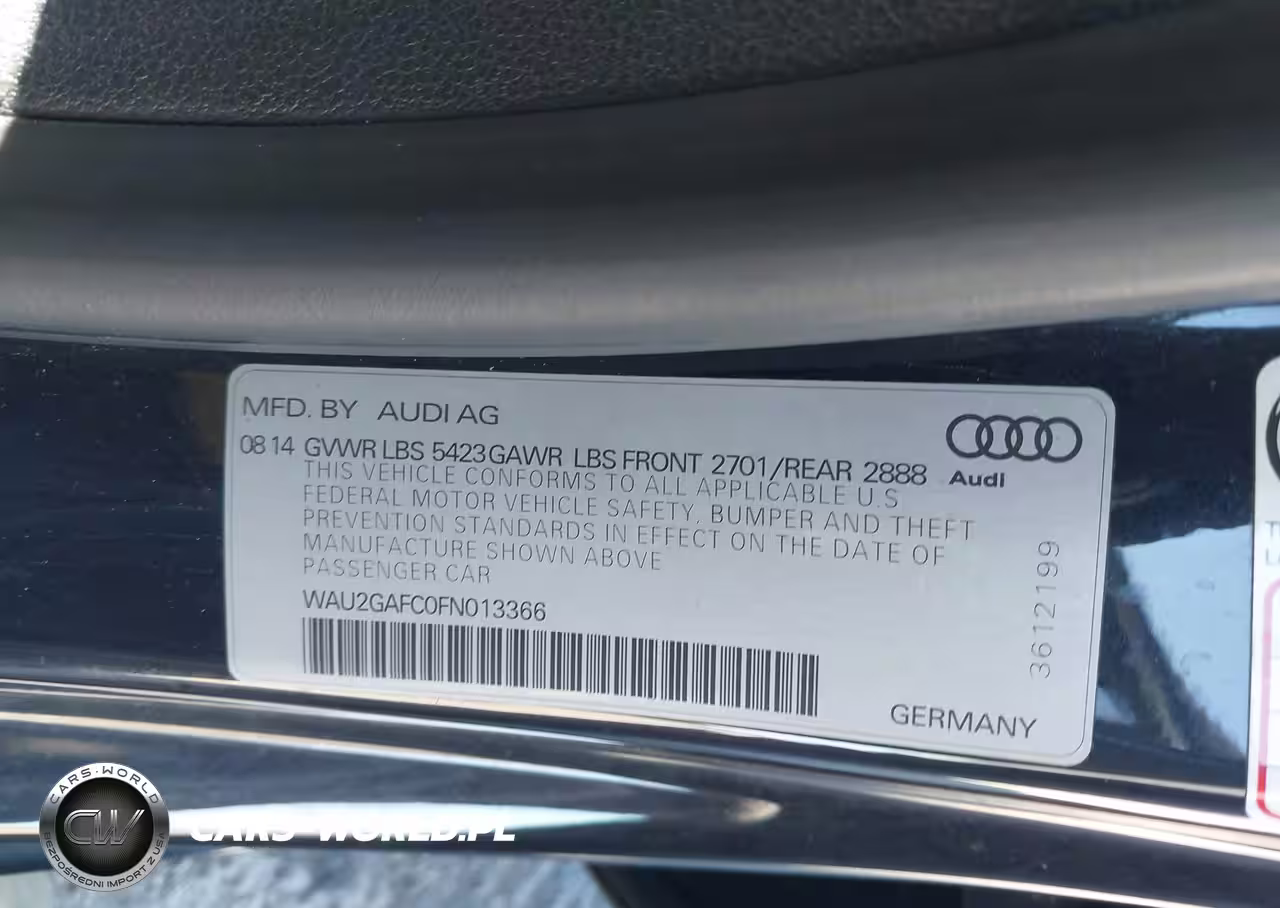 MFD. BY AUDI AG
08 14 GVWR LBS 5423 GAWR LBS FRONT 2701/REAR 2888
Audi
THIS VEHICLE CONFORMS TO ALL APPLICABLE U.S
FEDERAL MOTOR VEHICLE SAFETY, BUMPER AND THEFT
PREVENTION STANDARDS IN EFFECT ON THE DATE OF
MANUFACTURE SHOWN ABOVE
PASSENGER CAR
WAU2GAFC0FN013366
3612199
GERMANY
CARS-WORLD
CW
BEZPOŚREDNI IMPORT Z USA
CARS-WORLD.PL